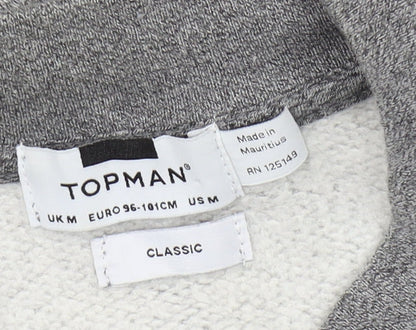 TOPMAN®
UK M EURO 96-101CM US M
CLASSIC
Made in
Mauritius
RN 125149